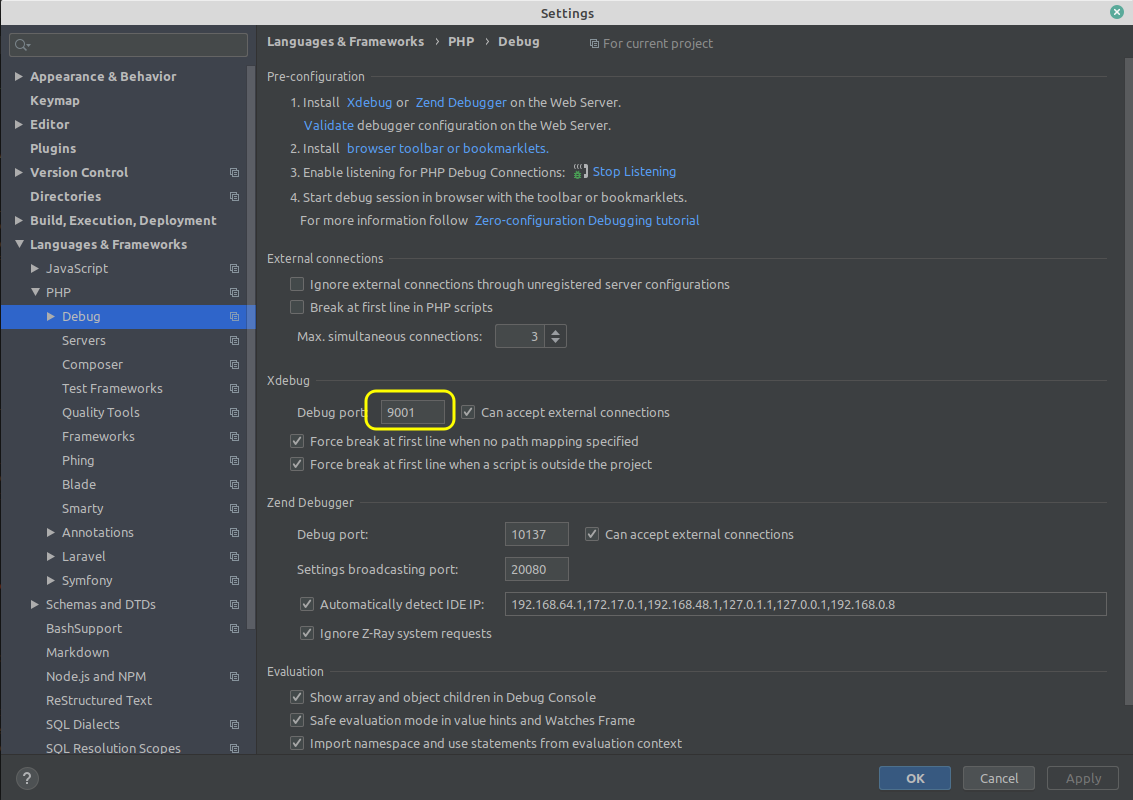 Settings
Languages & Frameworks › PHP › Debug For current project
Appearance & Behavior
Keymap
Editor
Plugins
Version Control
Directories
Build, Execution, Deployment
Languages & Frameworks
JavaScript
PHP
Debug
Servers
Composer
Test Frameworks
Quality Tools
Frameworks
Phing
Blade
Smarty
Annotations
Laravel
Symfony
Schemas and DTDs
BashSupport
Markdown
Node.js and NPM
ReStructured Text
SQL Dialects
SQL Resolution Scopes
Pre-configuration
1. Install Xdebug or Zend Debugger on the Web Server.
Validate debugger configuration on the Web Server.
2. Install browser toolbar or bookmarklets.
3. Enable listening for PHP Debug Connections: Stop Listening
4. Start debug session in browser with the toolbar or bookmarklets.
For more information follow Zero-configuration Debugging tutorial
External connections
Ignore external connections through unregistered server configurations
Break at first line in PHP scripts
Max. simultaneous connections: 3
Xdebug
Debug port: 9001 Can accept external connections
Force break at first line when no path mapping specified
Force break at first line when a script is outside the project
Zend Debugger
Debug port: 10137 Can accept external connections
Settings broadcasting port: 20080
Automatically detect IDE IP: 192.168.64.1,172.17.0.1,192.168.48.1,127.0.1.1,127.0.0.1,192.168.0.8
Ignore Z-Ray system requests
Evaluation
Show array and object children in Debug Console
Safe evaluation mode in value hints and Watches Frame
Import namespace and use statements from evaluation context
? OK Cancel Apply